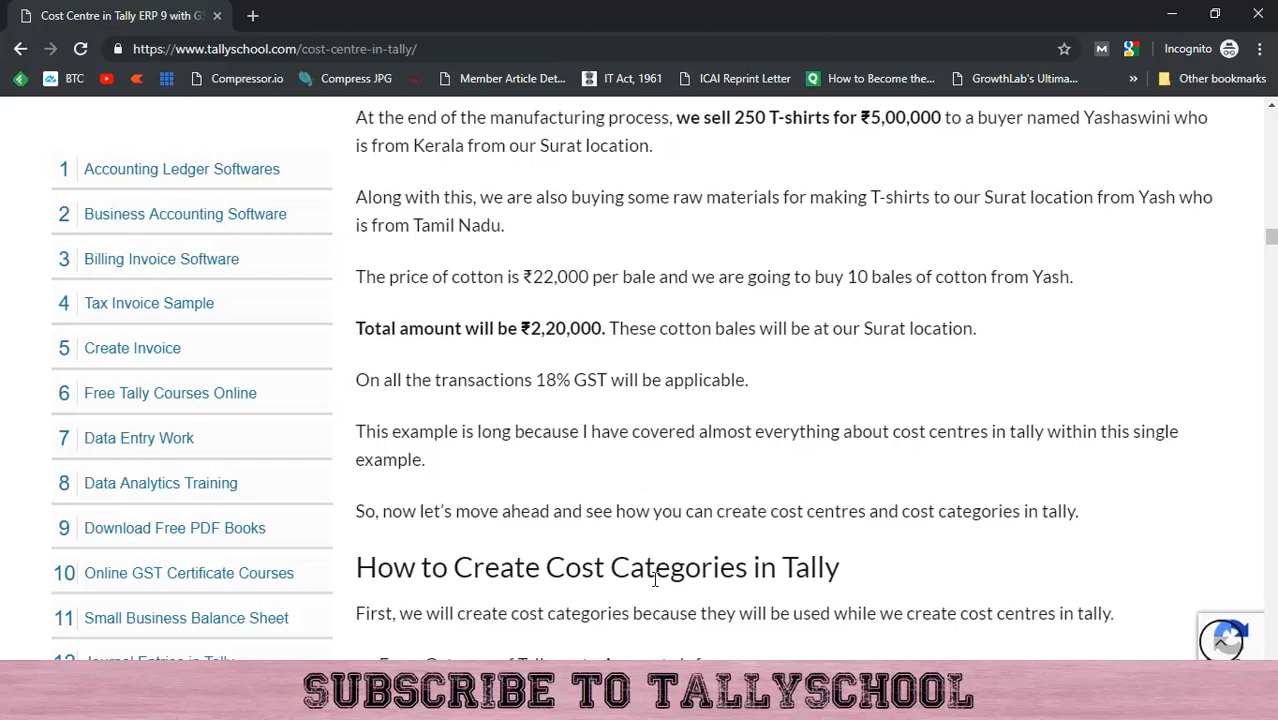 Cost Centre in Tally ERP 9 with GS
https://www.tallyschool.com/cost-centre-in-tally/
Incognito
BTC
Compressor.io
Compress JPG
Member Article Det...
IT Act, 1961
ICAI Reprint Letter
How to Become the...
GrowthLab's Ultima...
Other bookmarks
At the end of the manufacturing process, we sell 250 T-shirts for ₹5,00,000 to a buyer named Yashaswini who
is from Kerala from our Surat location.
Along with this, we are also buying some raw materials for making T-shirts to our Surat location from Yash who
is from Tamil Nadu.
The price of cotton is ₹22,000 per bale and we are going to buy 10 bales of cotton from Yash.
Total amount will be ₹2,20,000. These cotton bales will be at our Surat location.
On all the transactions 18% GST will be applicable.
This example is long because I have covered almost everything about cost centres in tally within this single
example.
So, now let's move ahead and see how you can create cost centres and cost categories in tally.
How to Create Cost Categories in Tally
First, we will create cost categories because they will be used while we create cost centres in tally.
1 Accounting Ledger Softwares
2 Business Accounting Software
3 Billing Invoice Software
4 Tax Invoice Sample
5 Create Invoice
6 Free Tally Courses Online
7 Data Entry Work
8 Data Analytics Training
9 Download Free PDF Books
10 Online GST Certificate Courses
11 Small Business Balance Sheet
12 Journal Entries in Tally
SUBSCRIBE TO TALLYSCHOOL